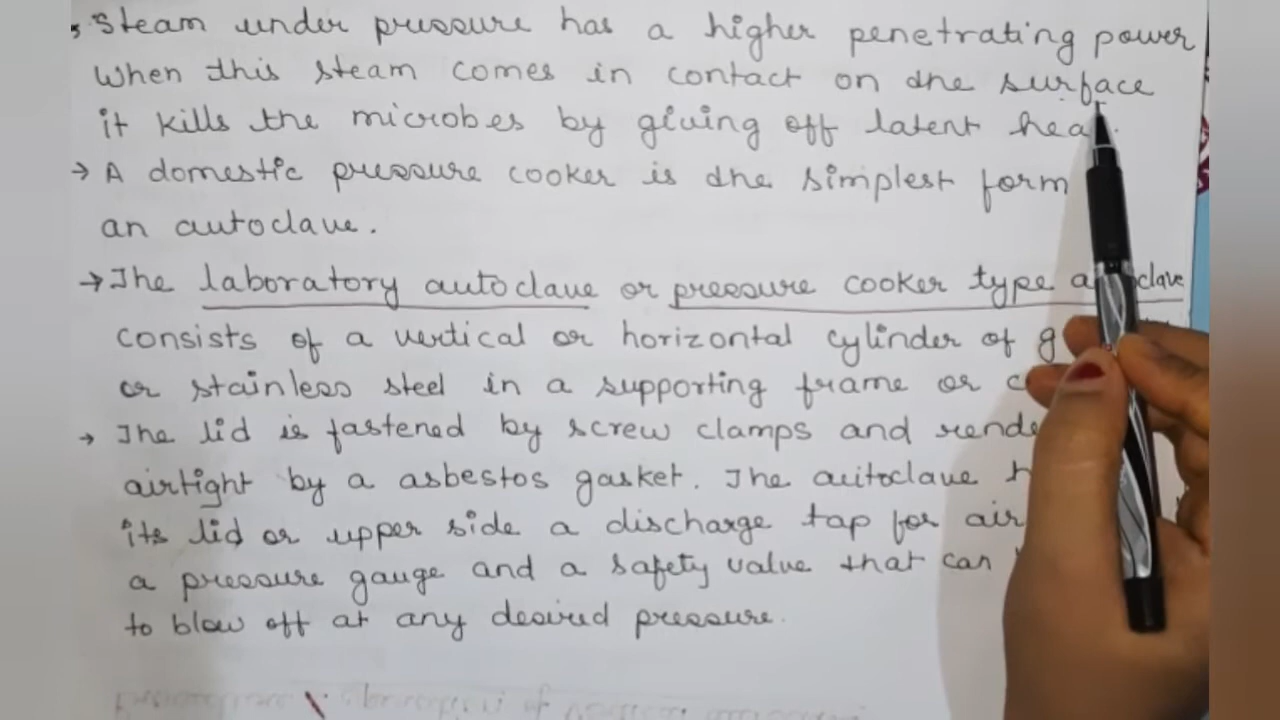 → Steam under pressure has a higher penetrating power
When this steam comes in contact on the surface
it kills the microbes by giving off latent
→ A domestic pressure cooker is the simplest form
an autoclave.
→ The laboratory autoclave or pressure cooker type
consists of a vertical or horizontal cylinder of
or stainless steel in a supporting frame or
→ The lid is fastened by screw clamps and
airtight by a asbestos gasket. The autoclave
its lid or upper side a discharge tap for air
a pressure gauge and a safety value that can
to blow off at any desired pressure.